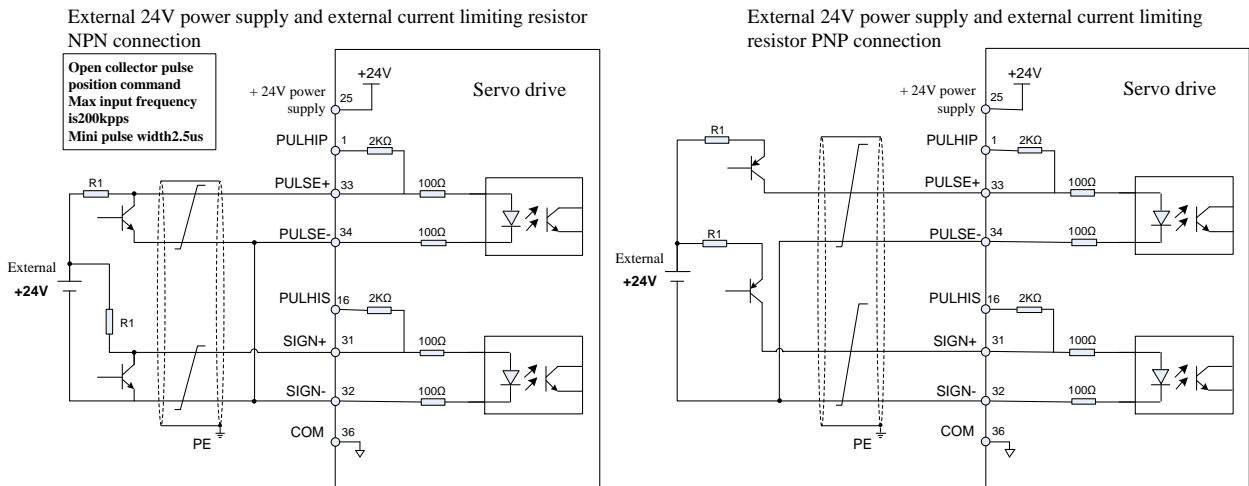 External 24V power supply and external current limiting resistor
NPN connection
Open collector pulse
position command
Max input frequency
is200kpps
Mini pulse width2.5us
+ 24V power
supply
25
+24V
Servo drive
PULHIP
1
2KΩ
R1
PULSE+
33
100Ω
PULSE-
34
100Ω
External
+24V
R1
PULHIS
16
2KΩ
SIGN+
31
100Ω
SIGN-
32
100Ω
COM
36
PE
External 24V power supply and external current limiting
resistor PNP connection
+ 24V power
supply
25
+24V
Servo drive
R1
PULHIP
1
2KΩ
PULSE+
33
100Ω
R1
PULSE-
34
100Ω
External
+24V
PULHIS
16
2KΩ
SIGN+
31
100Ω
SIGN-
32
100Ω
COM
36
PE